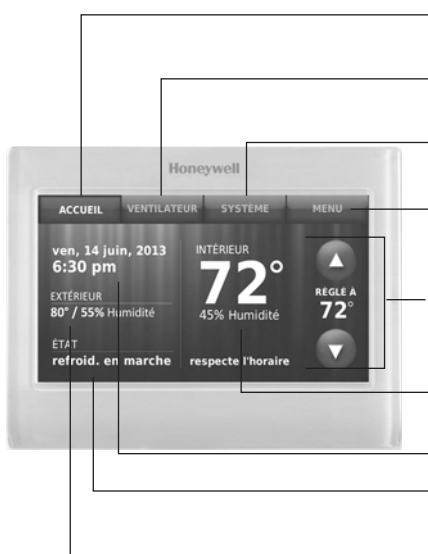 Honeywell
ACCUEIL VENTILATEUR SYSTÈME MENU
ven, 14 juin, 2013
6:30 pm
EXTÉRIEUR
80° / 55% Humidité
ÉTAT
refroid. en marche
INTÉRIEUR
72°
45% Humidité
respecte l'horaire
RÉGLÉ À
72°